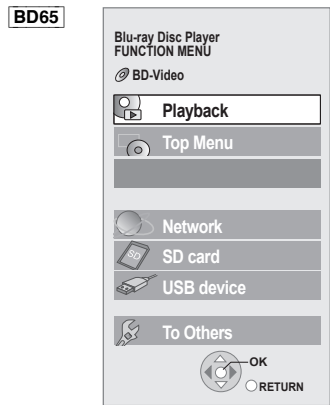 BD65
Blu-ray Disc Player
FUNCTION MENU
BD-Video
Playback
Top Menu
Network
SD card
USB device
To Others
OK
RETURN